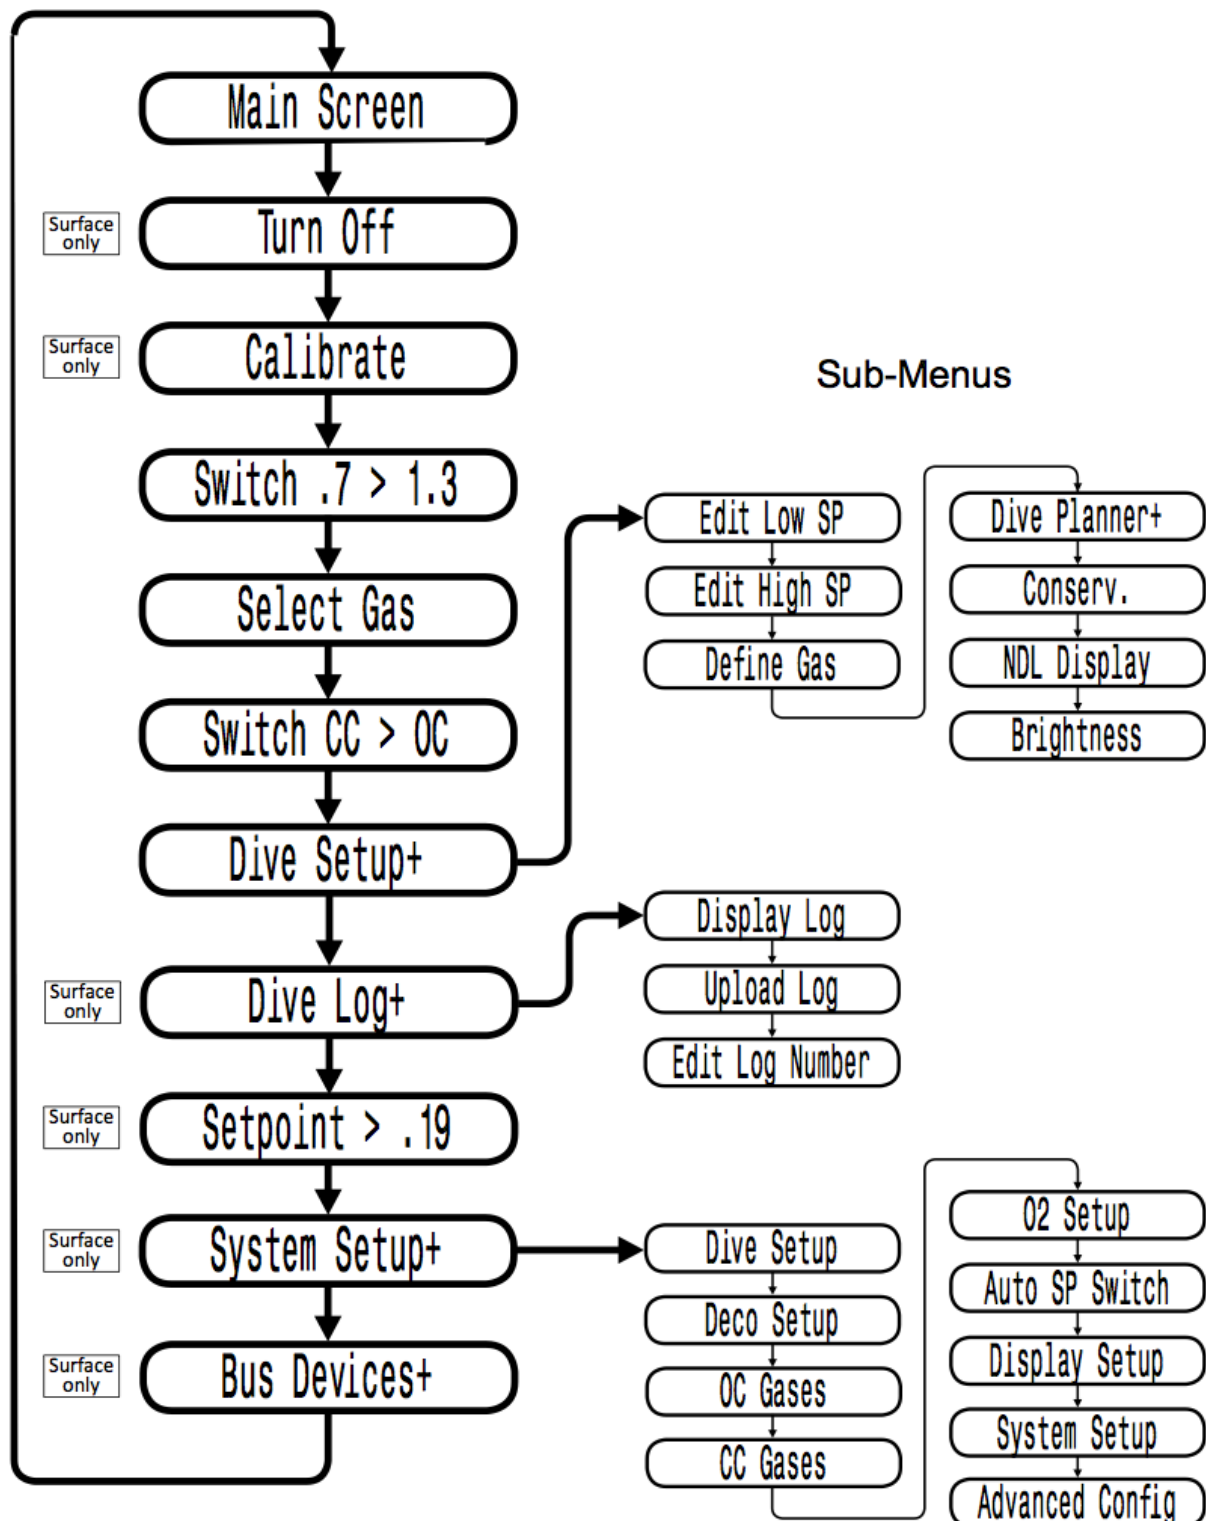 Main Screen
Surface
only
Turn Off
Surface
only
Calibrate
Switch .7 > 1.3
Select Gas
Switch CC > OC
Dive Setup+
Surface
only
Dive Log+
Surface
only
Setpoint > .19
Surface
only
System Setup+
Surface
only
Bus Devices+
Sub-Menus
Edit Low SP
Edit High SP
Define Gas
Dive Planner+
Conserv.
NDL Display
Brightness
Display Log
Upload Log
Edit Log Number
Dive Setup
Deco Setup
OC Gases
CC Gases
O2 Setup
Auto SP Switch
Display Setup
System Setup
Advanced Config